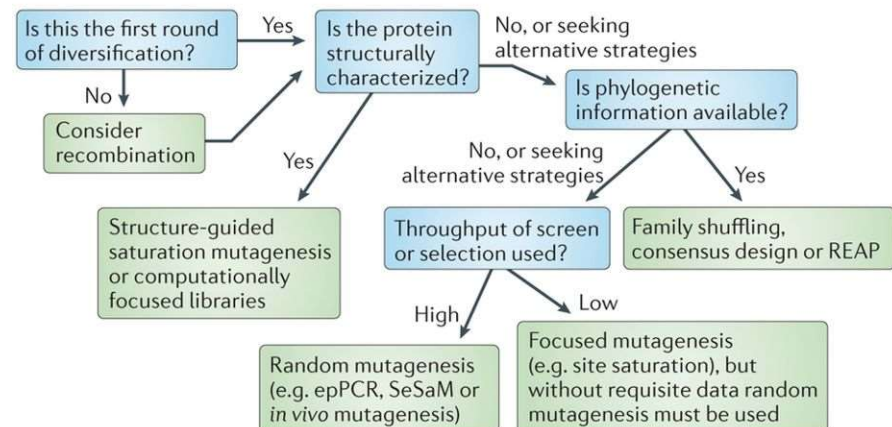 Is this the first round
of diversification?
Yes
Is the protein
structurally
characterized?
No, or seeking
alternative strategies
Is phylogenetic
information available?
No
Consider
recombination
Yes
No, or seeking
alternative strategies
Yes
Structure-guided
saturation mutagenesis
or computationally
focused libraries
Throughput of screen
or selection used?
Family shuffling,
consensus design or REAP
High
Low
Random mutagenesis
(e.g. epPCR, SeSaM or
in vivo mutagenesis)
Focused mutagenesis
(e.g. site saturation), but
without requisite data random
mutagenesis must be used